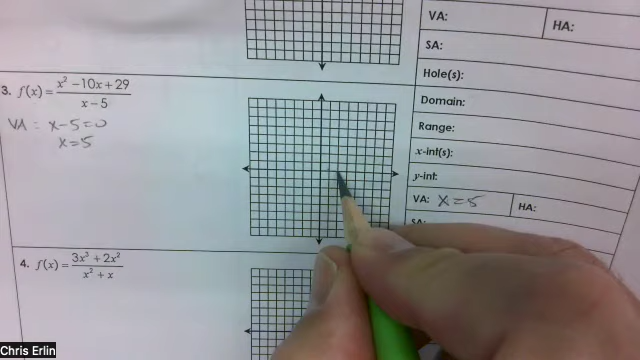 VA:
HA:
SA:
Hole(s):
3. f(x) = x² − 10x + 29 / x − 5
Domain:
VA : x − 5 = 0
x = 5
Range:
x-int(s):
y-int:
VA: x = 5
HA:
SA:
4. f(x) = 3x³ + 2x² / x² + x
Chris Erlin